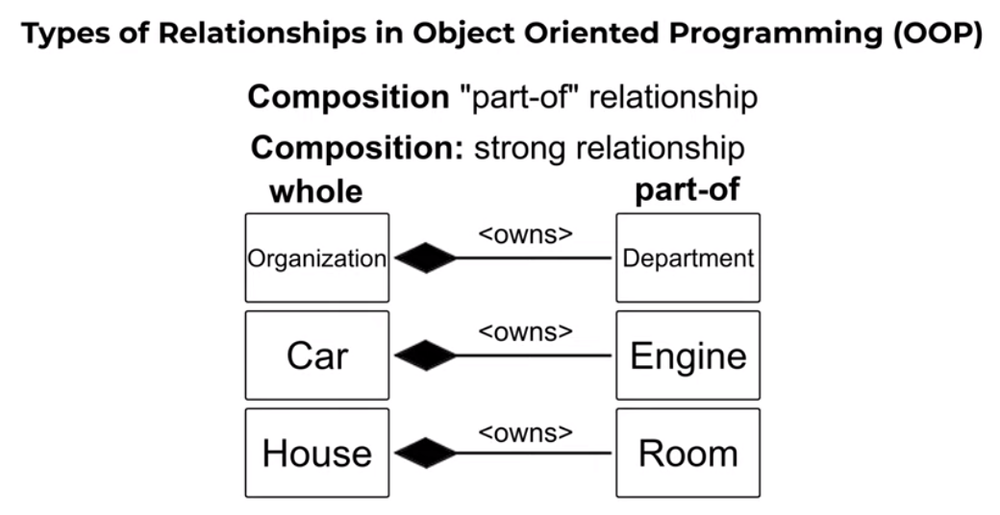 Types of Relationships in Object Oriented Programming (OOP)
Composition "part-of" relationship
Composition: strong relationship
whole part-of
Organization <owns> Department
Car <owns> Engine
House <owns> Room